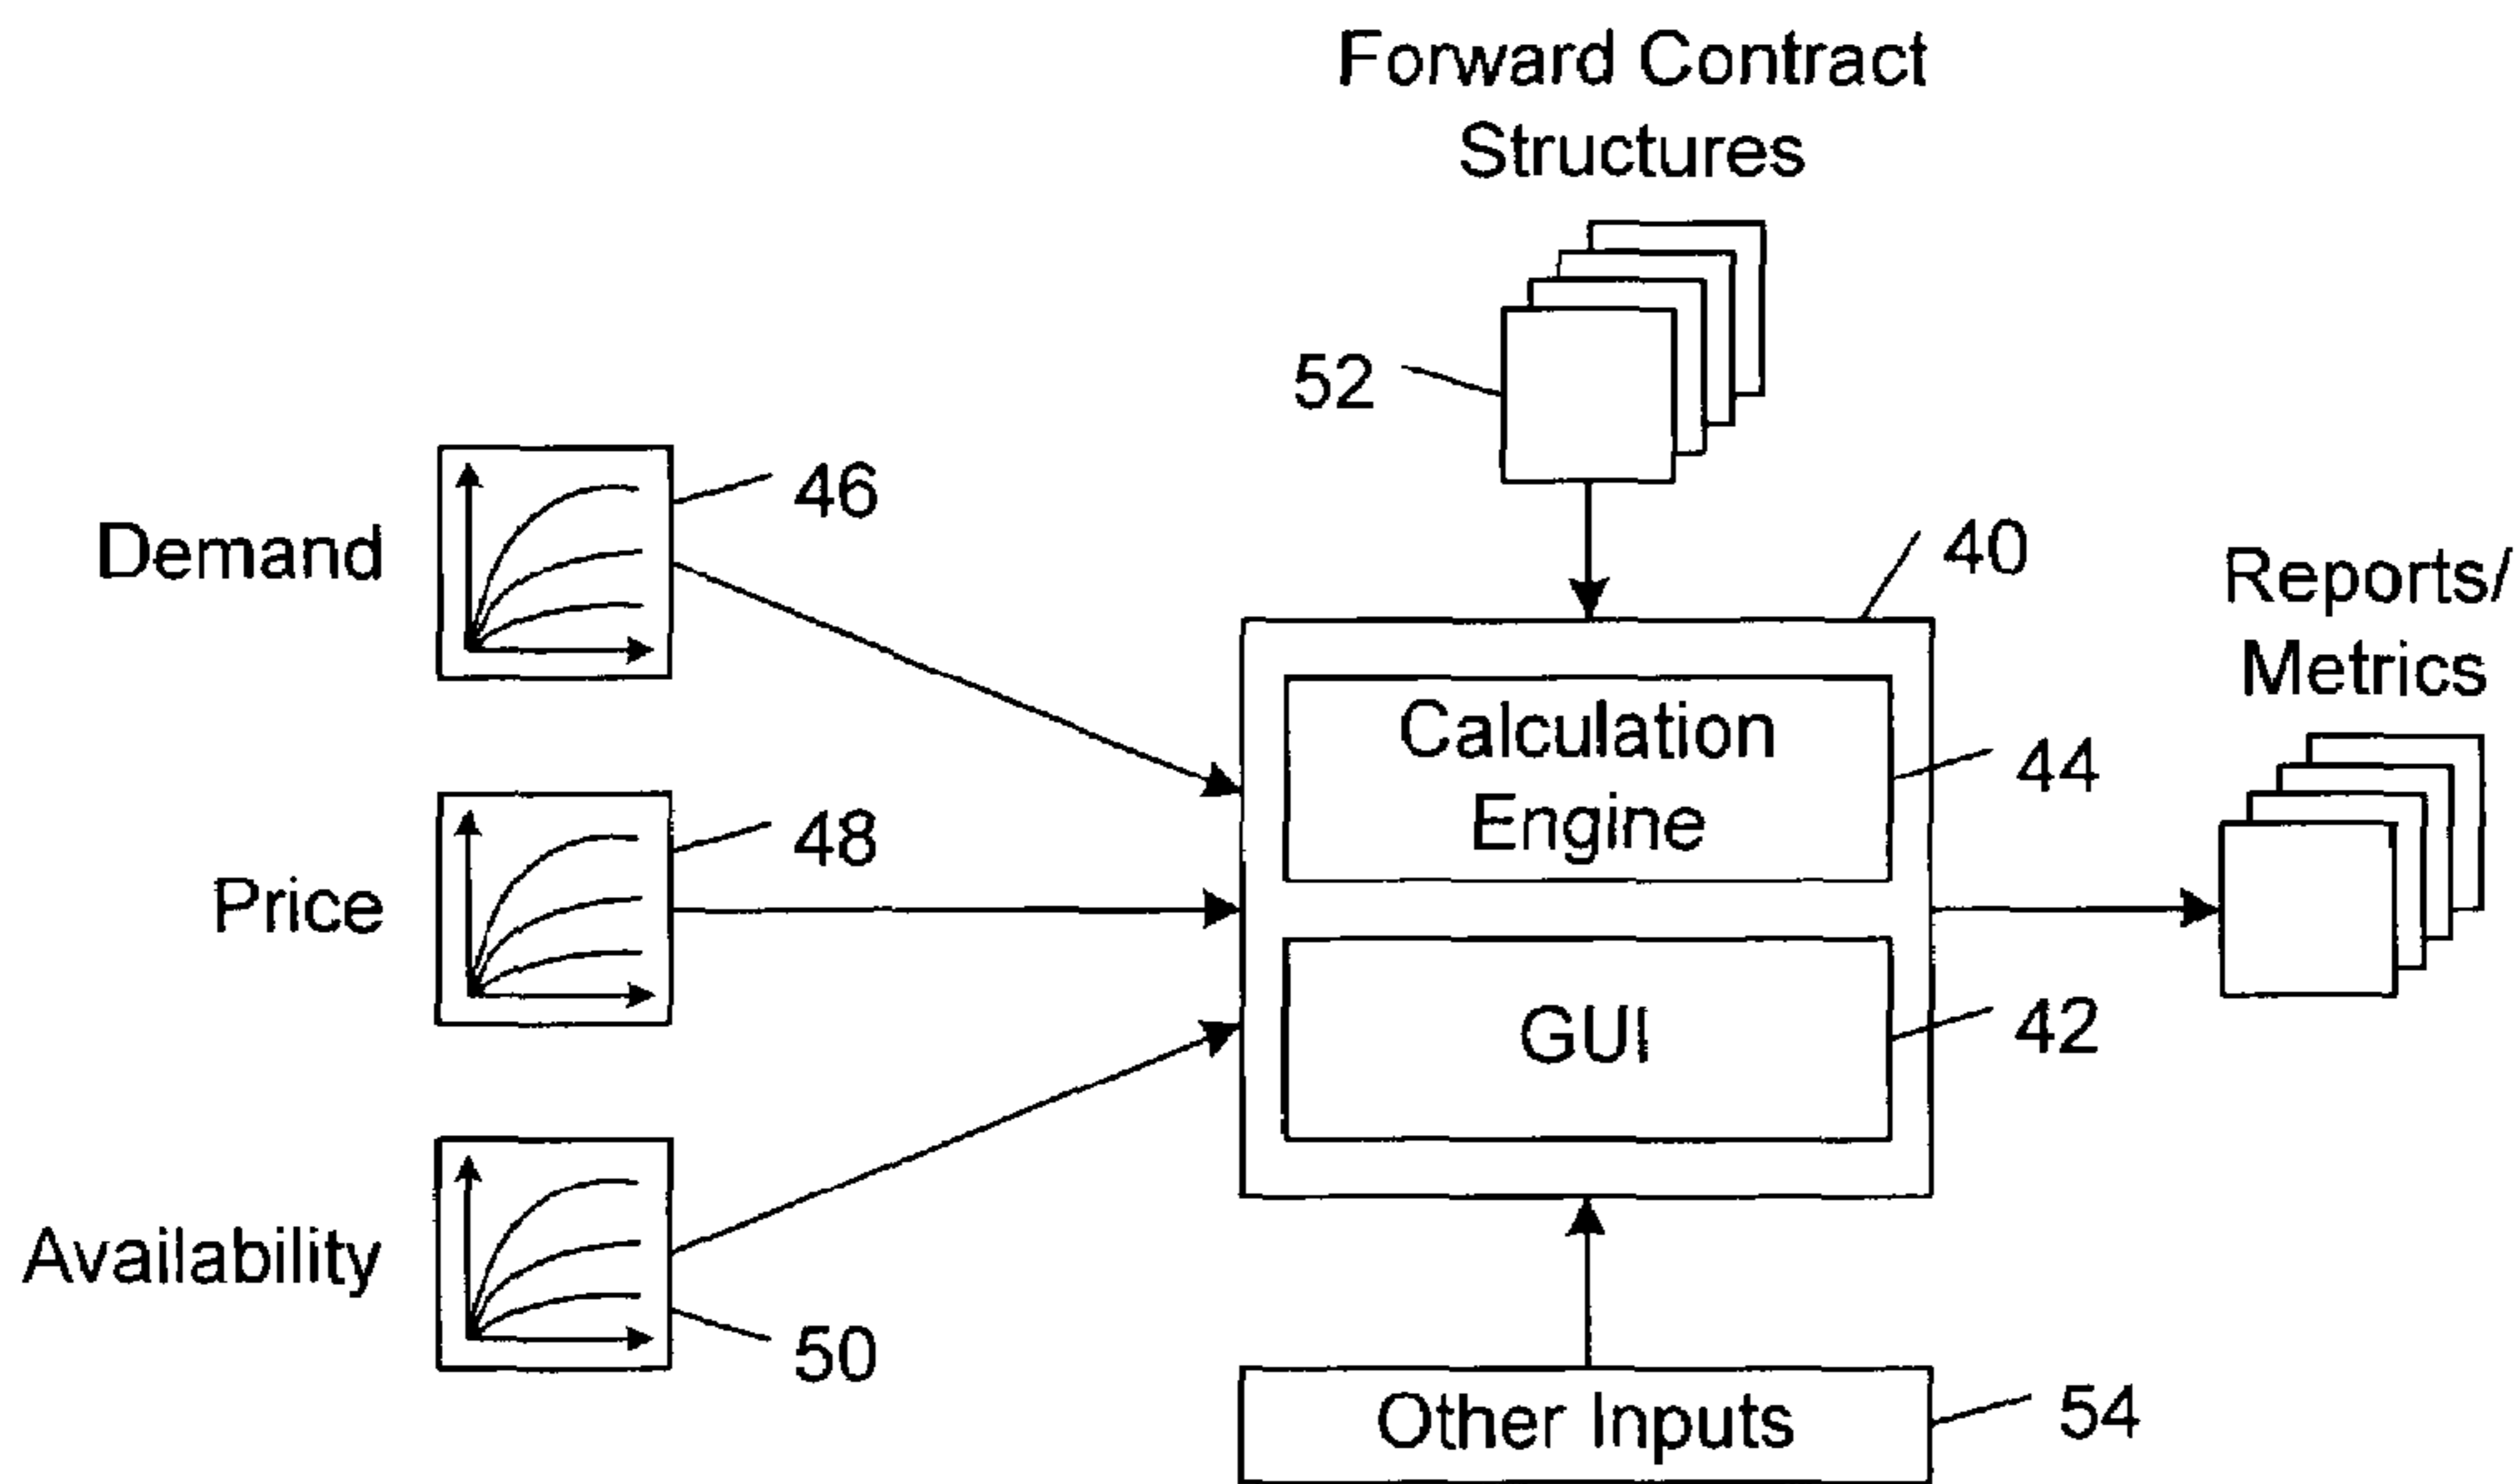 Forward Contract
Structures
52
46
Demand
40
Reports/
Metrics
Calculation
Engine
44
48
Price
GUI
42
Availability
50
Other Inputs
54